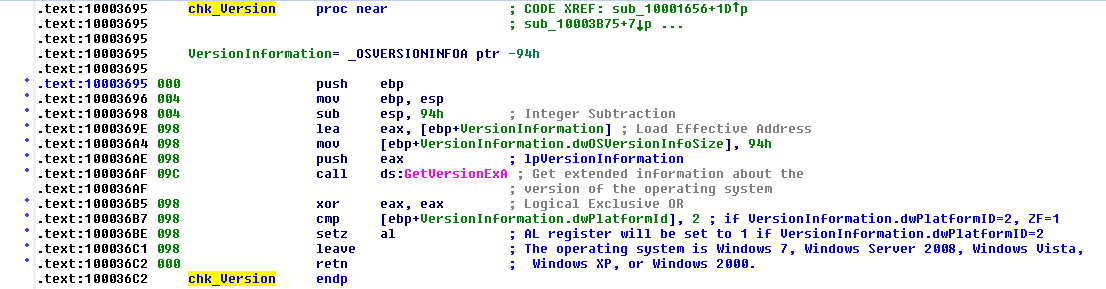 .text:10003695 chk_Version proc near ; CODE XREF: sub_10001656+1D↑p
.text:10003695 ; sub_10003B75+7↓p ...
.text:10003695
.text:10003695 VersionInformation= _OSVERSIONINFOA ptr -94h
.text:10003695
.text:10003695 000 push ebp
.text:10003696 004 mov ebp, esp
.text:10003698 004 sub esp, 94h ; Integer Subtraction
.text:1000369E 098 lea eax, [ebp+VersionInformation] ; Load Effective Address
.text:100036A4 098 mov [ebp+VersionInformation.dwOSVersionInfoSize], 94h
.text:100036AE 098 push eax ; lpVersionInformation
.text:100036AF 09C call ds:GetVersionExA ; Get extended information about the
.text:100036AF ; version of the operating system
.text:100036B5 098 xor eax, eax ; Logical Exclusive OR
.text:100036B7 098 cmp [ebp+VersionInformation.dwPlatformId], 2 ; if VersionInformation.dwPlatformID=2, ZF=1
.text:100036BE 098 setz al ; AL register will be set to 1 if VersionInformation.dwPlatformID=2
.text:100036C1 098 leave ; The operating system is Windows 7, Windows Server 2008, Windows Vista,
.text:100036C2 000 retn ; Windows XP, or Windows 2000.
.text:100036C2 chk_Version endp